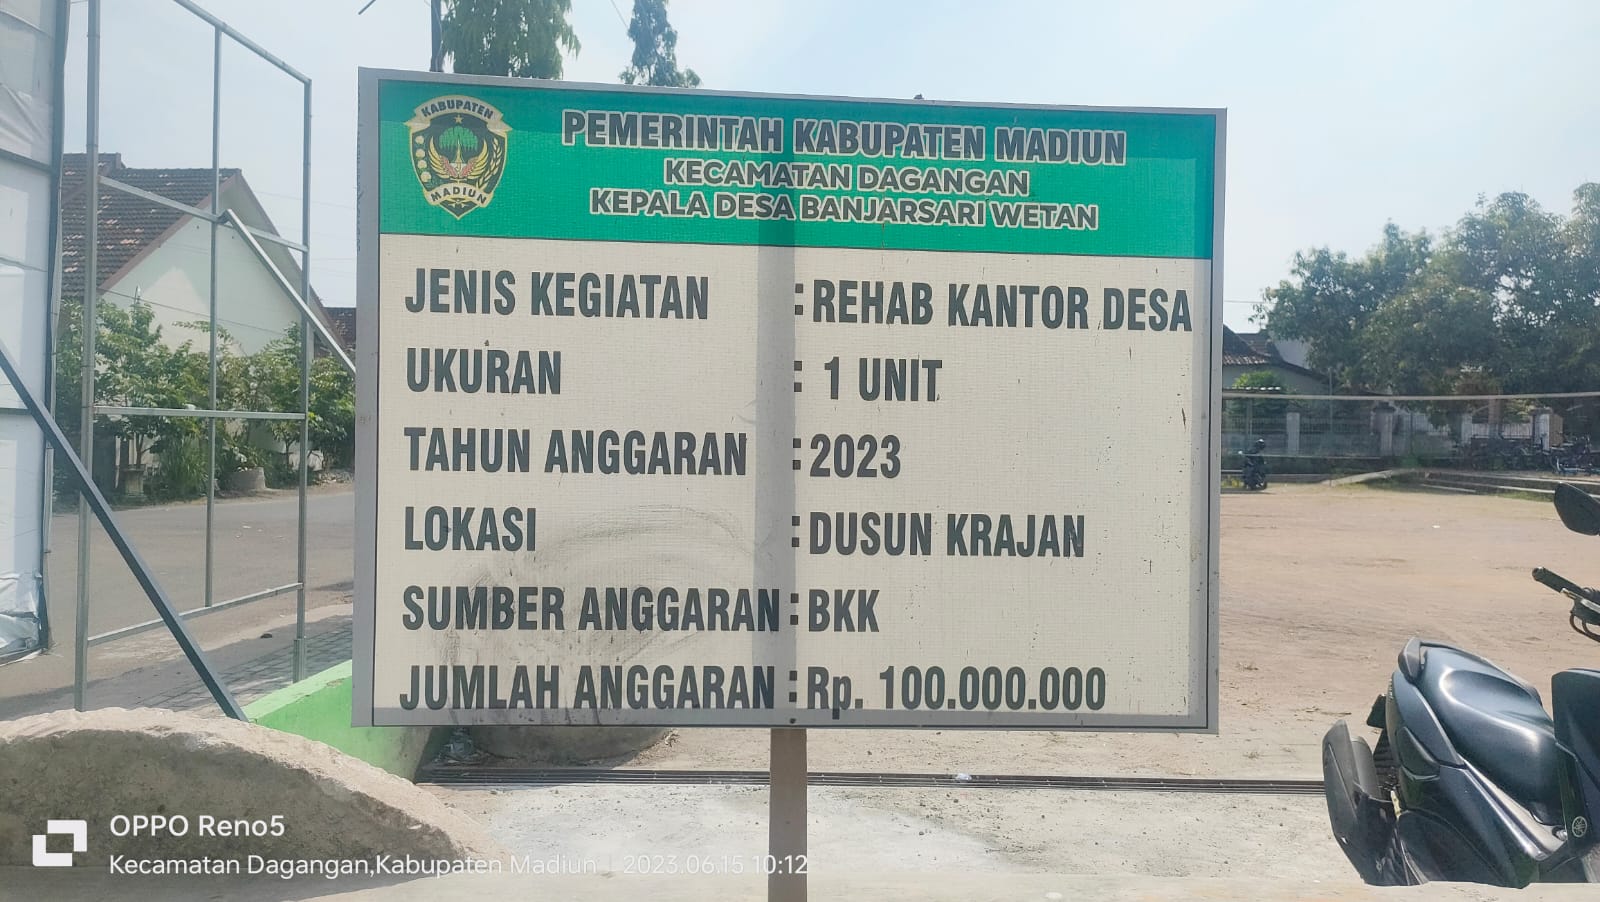 KABUPATEN
MADIUN
PEMERINTAH KABUPATEN MADIUN
KECAMATAN DAGANGAN
KEPALA DESA BANJARSARI WETAN
JENIS KEGIATAN : REHAB KANTOR DESA
UKURAN : 1 UNIT
TAHUN ANGGARAN : 2023
LOKASI : DUSUN KRAJAN
SUMBER ANGGARAN : BKK
JUMLAH ANGGARAN : Rp. 100.000.000
OPPO Reno5
Kecamatan Dagangan,Kabupaten Madiun | 2023.06.15 10:12